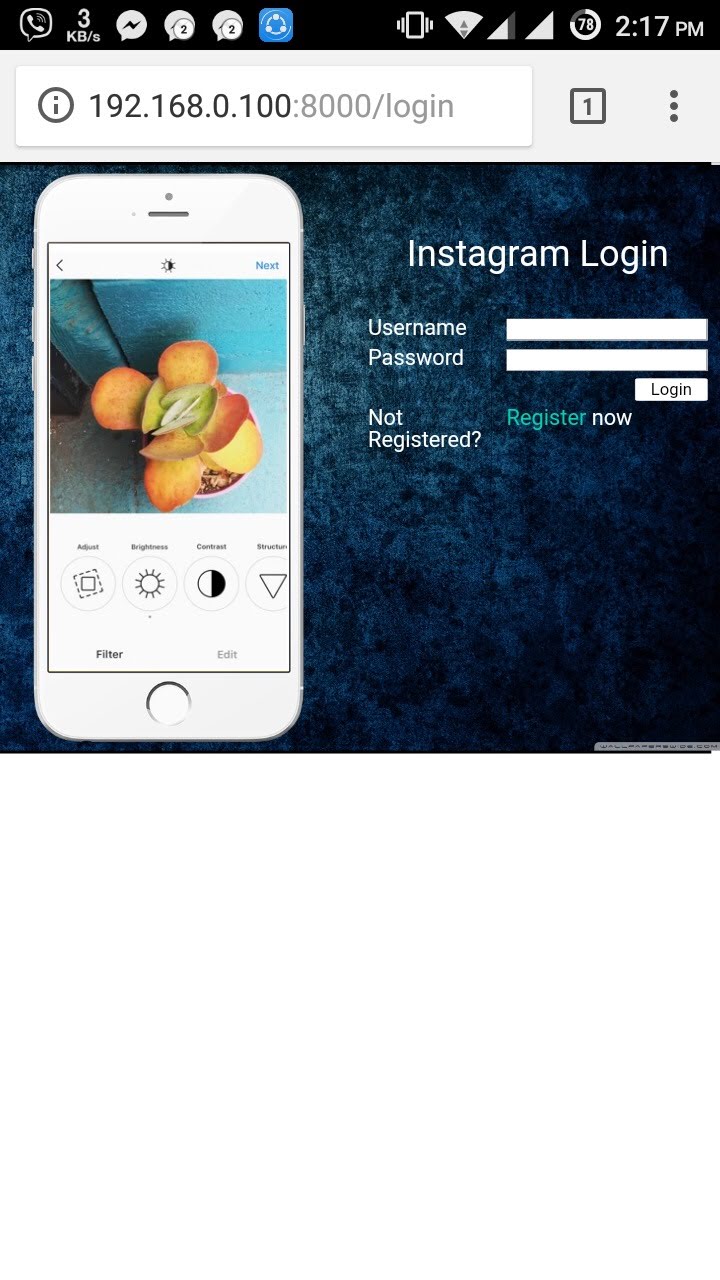 3
KB/s
2
2
78
2:17 PM
192.168.0.100:8000/login
1
Next
Instagram Login
Username
Password
Login
Not
Registered?
Register now
Adjust Brightness Contrast Structur
Filter Edit